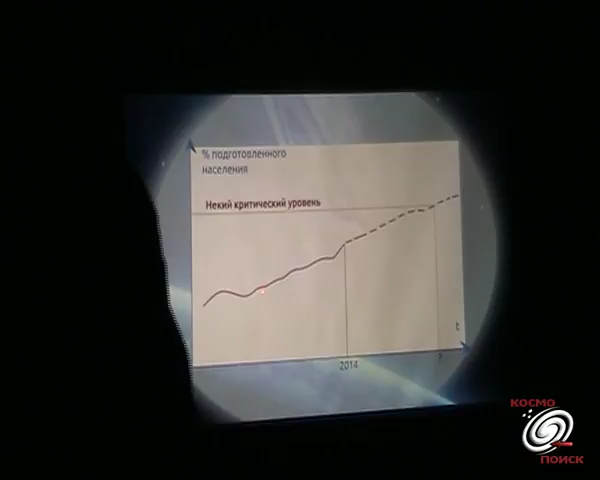 % подготовленного
населения
Некий критический уровень
t
2014
?
КОСМО
ПОИСК